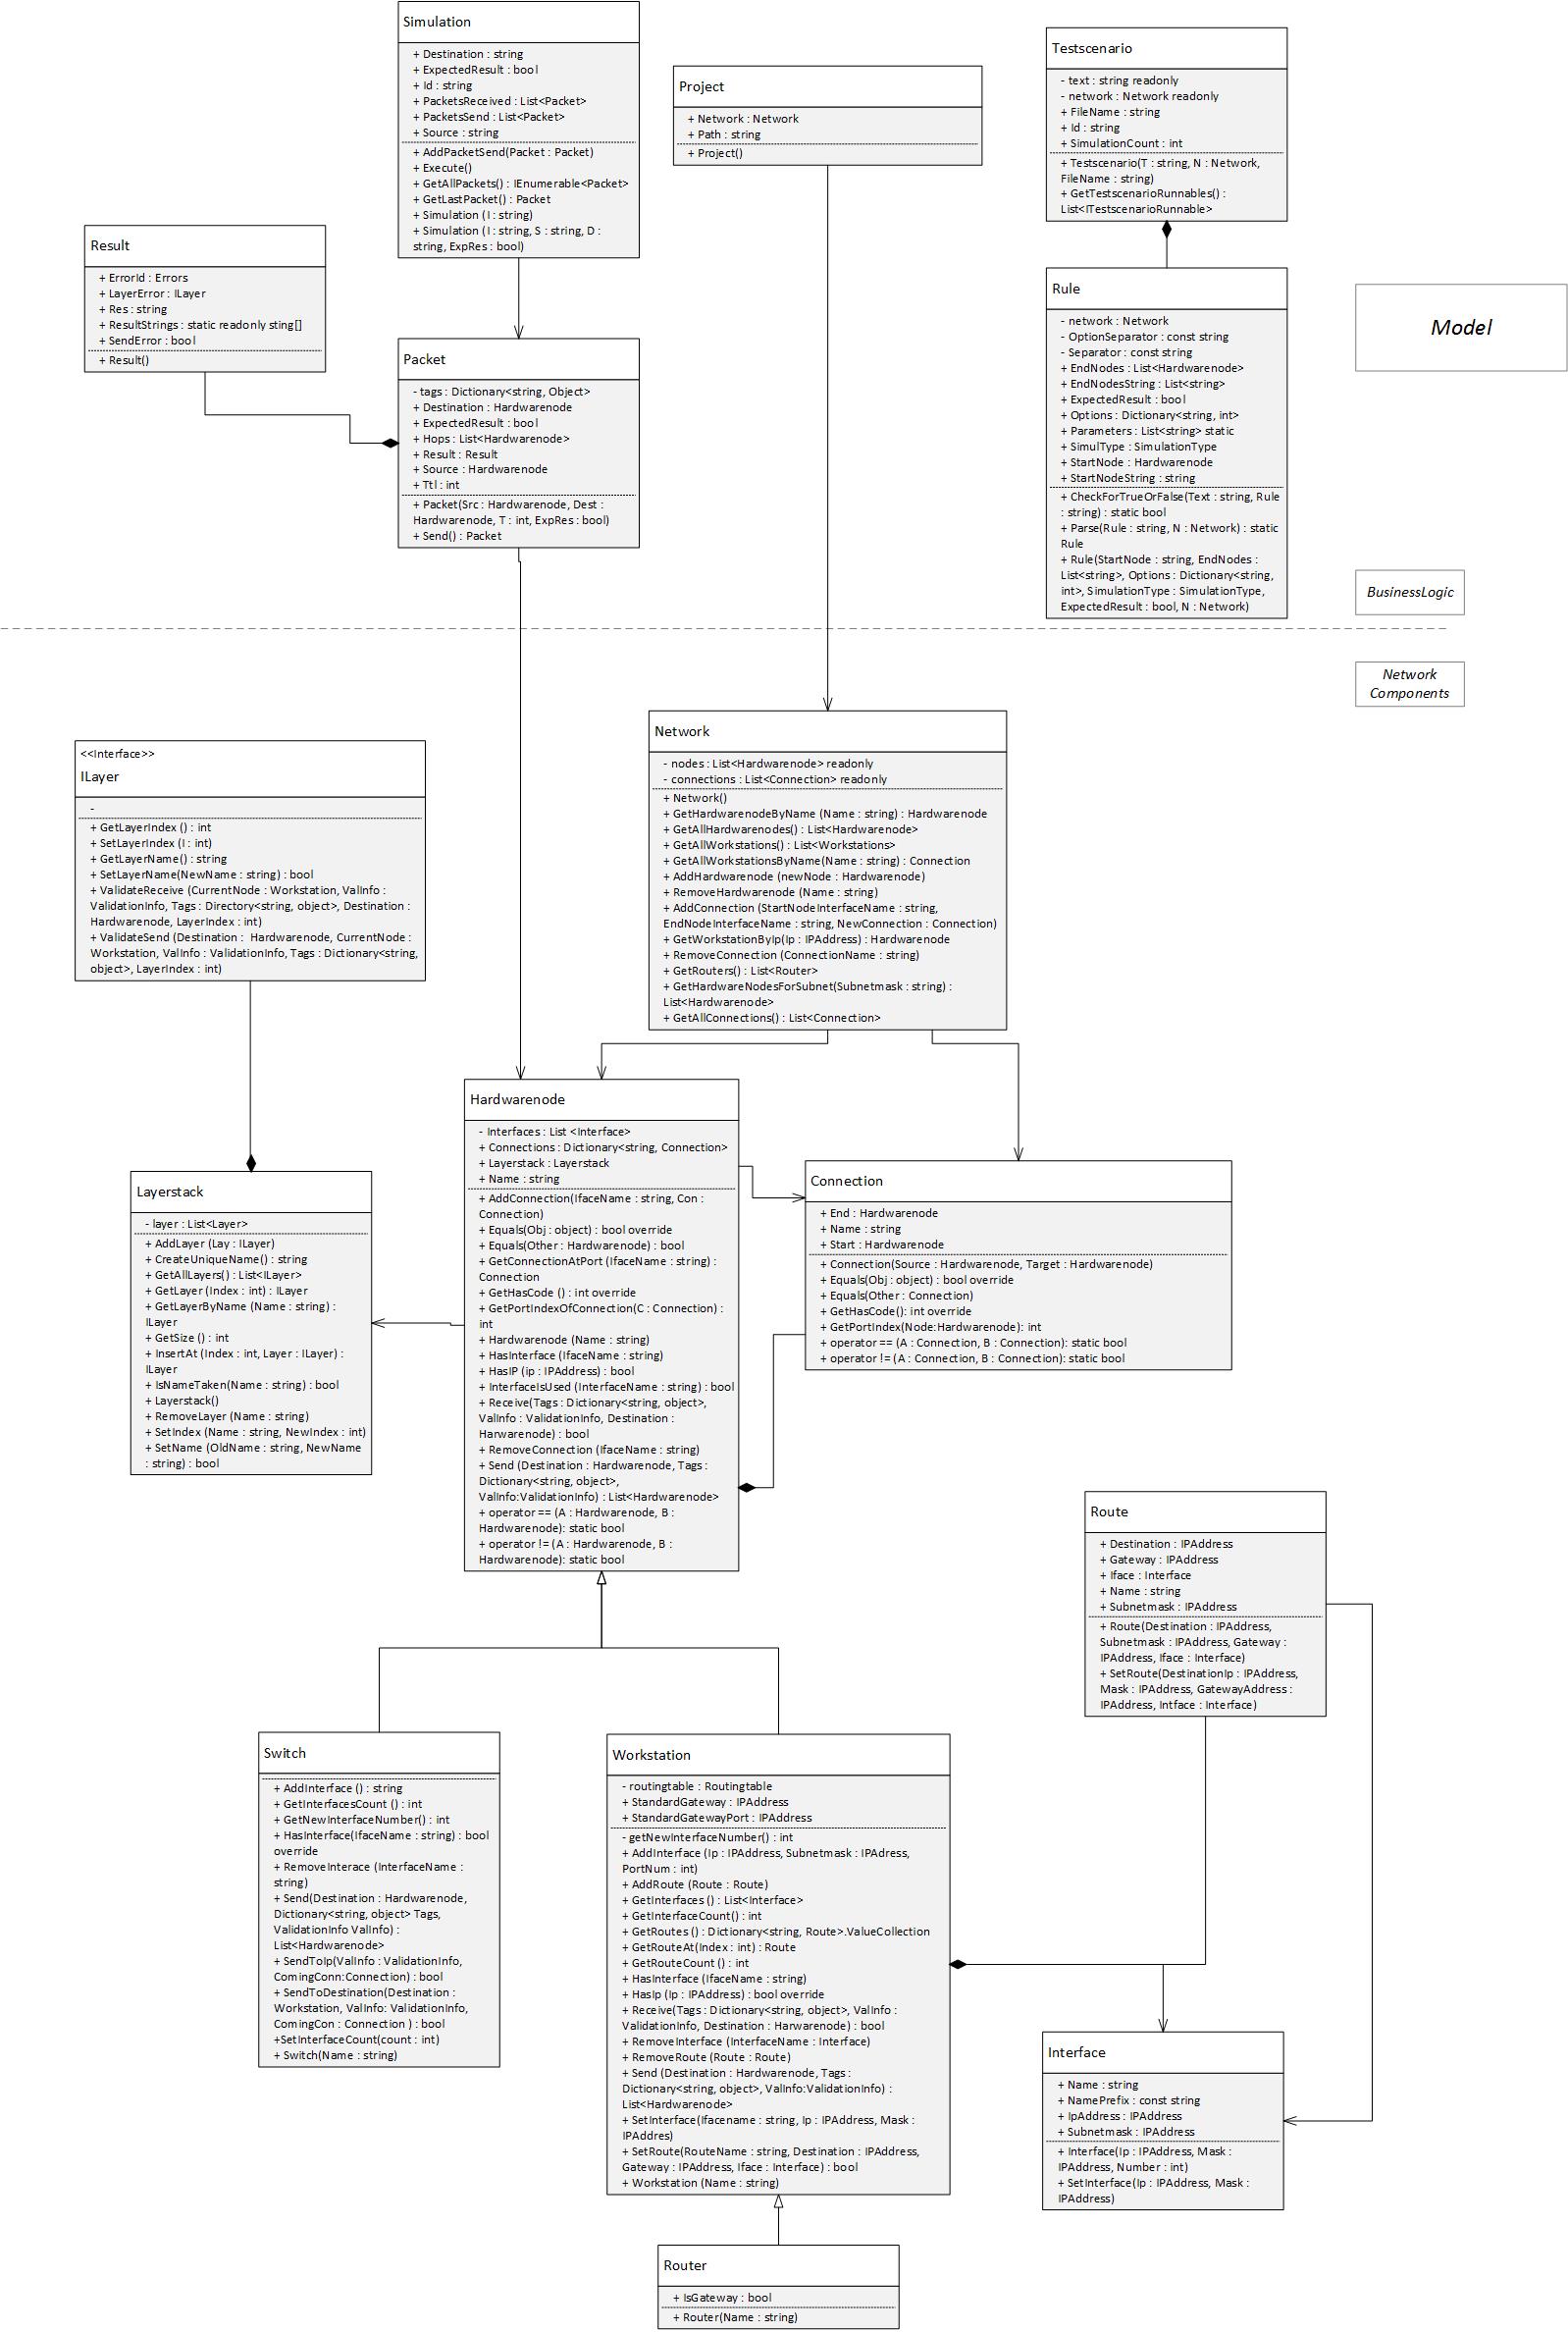 Simulation
+ Destination : string
+ ExpectedResult : bool
+ Id : string
+ PacketsReceived : List<Packet>
+ PacketsSend : List<Packet>
+ Source : string
+ AddPacketSend(Packet : Packet)
+ Execute()
+ GetAllPackets() : IEnumerable<Packet>
+ GetLastPacket() : Packet
+ Simulation (I : string)
+ Simulation (I : string, S : string, D :
string, ExpRes : bool)
Project
+ Network : Network
+ Path : string
+ Project()
Testscenario
- text : string readonly
- network : Network readonly
+ FileName : string
+ Id : string
+ SimulationCount : int
+ Testscenario(T : string, N : Network,
FileName : string)
+ GetTestscenarioRunnables() :
List<ITestscenarioRunnable>
Result
+ ErrorId : Errors
+ LayerError : ILayer
+ Res : string
+ ResultStrings : static readonly sting[]
+ SendError : bool
+ Result()
Rule
- network : Network
- OptionSeparator : const string
- Separator : const string
+ EndNodes : List<Hardwarenode>
+ EndNodesString : List<string>
+ ExpectedResult : bool
+ Options : Dictionary<string, int>
+ Parameters : List<string> static
+ SimulType : SimulationType
+ StartNode : Hardwarenode
+ StartNodeString : string
+ CheckForTrueOrFalse(Text : string, Rule
: string) : static bool
+ Parse(Rule : string, N : Network) : static
Rule
+ Rule(StartNode : string, EndNodes :
List<string>, Options : Dictionary<string,
int>, SimulationType : SimulationType,
ExpectedResult : bool, N : Network)
Model
Packet
- tags : Dictionary<string, Object>
+ Destination : Hardwarenode
+ ExpectedResult : bool
+ Hops : List<Hardwarenode>
+ Result : Result
+ Source : Hardwarenode
+ Ttl : int
+ Packet(Src : Hardwarenode, Dest :
Hardwarenode, T : int, ExpRes : bool)
+ Send() : Packet
BusinessLogic
Network
Components
Network
- nodes : List<Hardwarenode> readonly
- connections : List<Connection> readonly
+ Network()
+ GetHardwarenodeByName (Name : string) : Hardwarenode
+ GetAllHardwarenodes() : List<Hardwarenode>
+ GetAllWorkstations() : List<Workstations>
+ GetAllWorkstationsByName(Name : string) : Connection
+ AddHardwarenode (newNode : Hardwarenode)
+ RemoveHardwarenode (Name : string)
+ AddConnection (StartNodeInterfaceName : string,
EndNodeInterfaceName : string, NewConnection : Connection)
+ GetWorkstationByIp(Ip : IPAddress) : Hardwarenode
+ RemoveConnection (ConnectionName : string)
+ GetRouters() : List<Router>
+ GetHardwareNodesForSubnet(Subnetmask : string) :
List<Hardwarenode>
+ GetAllConnections() : List<Connection>
<<Interface>>
ILayer
-
+ GetLayerIndex () : int
+ SetLayerIndex (I : int)
+ GetLayerName() : string
+ SetLayerName(NewName : string) : bool
+ ValidateReceive (CurrentNode : Workstation, ValInfo :
ValidationInfo, Tags : Directory<string, object>, Destination :
Hardwarenode, LayerIndex : int)
+ ValidateSend (Destination : Hardwarenode, CurrentNode :
Workstation, ValInfo : ValidationInfo, Tags : Dictionary<string,
object>, LayerIndex : int)
Hardwarenode
- Interfaces : List <Interface>
+ Connections : Dictionary<string, Connection>
+ Layerstack : Layerstack
+ Name : string
+ AddConnection(IfaceName : string, Con :
Connection)
+ Equals(Obj : object) : bool override
+ Equals(Other : Hardwarenode) : bool
+ GetConnectionAtPort (IfaceName : string) :
Connection
+ GetHasCode () : int override
+ GetPortIndexOfConnection(C : Connection) :
int
+ Hardwarenode (Name : string)
+ HasInterface (IfaceName : string)
+ HasIP (ip : IPAddress) : bool
+ InterfaceIsUsed (InterfaceName : string) : bool
+ Receive(Tags : Dictionary<string, object>,
ValInfo : ValidationInfo, Destination :
Harwarenode) : bool
+ RemoveConnection (IfaceName : string)
+ Send (Destination : Hardwarenode, Tags :
Dictionary<string, object>,
ValInfo:ValidationInfo) : List<Hardwarenode>
+ operator == (A : Hardwarenode, B :
Hardwarenode): static bool
+ operator != (A : Hardwarenode, B :
Hardwarenode): static bool
Connection
+ End : Hardwarenode
+ Name : string
+ Start : Hardwarenode
+ Connection(Source : Hardwarenode, Target : Hardwarenode)
+ Equals(Obj : object) : bool override
+ Equals(Other : Connection)
+ GetHasCode(): int override
+ GetPortIndex(Node:Hardwarenode): int
+ operator == (A : Connection, B : Connection): static bool
+ operator != (A : Connection, B : Connection): static bool
Layerstack
- layer : List<Layer>
+ AddLayer (Lay : ILayer)
+ CreateUniqueName() : string
+ GetAllLayers() : List<ILayer>
+ GetLayer (Index : int) : ILayer
+ GetLayerByName (Name : string) :
ILayer
+ GetSize () : int
+ InsertAt (Index : int, Layer : ILayer) :
ILayer
+ IsNameTaken(Name : string) : bool
+ Layerstack()
+ RemoveLayer (Name : string)
+ SetIndex (Name : string, NewIndex : int)
+ SetName (OldName : string, NewName
: string) : bool
Route
+ Destination : IPAddress
+ Gateway : IPAddress
+ Iface : Interface
+ Name : string
+ Subnetmask : IPAddress
+ Route(Destination : IPAddress,
Subnetmask : IPAddress, Gateway :
IPAddress, Iface : Interface)
+ SetRoute(DestinationIp : IPAddress,
Mask : IPAddress, GatewayAddress :
IPAddress, Intface : Interface)
Switch
+ AddInterface () : string
+ GetInterfacesCount () : int
+ GetNewInterfaceNumber() : int
+ HasInterface(IfaceName : string) : bool
override
+ RemoveInterace (InterfaceName :
string)
+ Send(Destination : Hardwarenode,
Dictionary<string, object> Tags,
ValidationInfo ValInfo) :
List<Hardwarenode>
+ SendToIp(ValInfo : ValidationInfo,
ComingConn:Connection) : bool
+ SendToDestination(Destination :
Workstation, ValInfo: ValidationInfo,
ComingCon : Connection ) : bool
+SetInterfaceCount(count : int)
+ Switch(Name : string)
Workstation
- routingtable : Routingtable
+ StandardGateway : IPAddress
+ StandardGatewayPort : IPAddress
- getNewInterfaceNumber() : int
+ AddInterface (Ip : IPAddress, Subnetmask : IPAdress,
PortNum : int)
+ AddRoute (Route : Route)
+ GetInterfaces () : List<Interface>
+ GetInterfaceCount() : int
+ GetRoutes () : Dictionary<string, Route>.ValueCollection
+ GetRouteAt(Index : int) : Route
+ GetRouteCount () : int
+ HasInterface (IfaceName : string)
+ HasIp (Ip : IPAddress) : bool override
+ Receive(Tags : Dictionary<string, object>, ValInfo :
ValidationInfo, Destination : Harwarenode) : bool
+ RemoveInterface (InterfaceName : Interface)
+ RemoveRoute (Route : Route)
+ Send (Destination : Hardwarenode, Tags :
Dictionary<string, object>, ValInfo:ValidationInfo) :
List<Hardwarenode>
+ SetInterface(Ifacename : string, Ip : IPAddress, Mask :
IPAddres)
+ SetRoute(RouteName : string, Destination : IPAddress,
Gateway : IPAddress, Iface : Interface) : bool
+ Workstation (Name : string)
Interface
+ Name : string
+ NamePrefix : const string
+ IpAddress : IPAddress
+ Subnetmask : IPAddress
+ Interface(Ip : IPAddress, Mask :
IPAddress, Number : int)
+ SetInterface(Ip : IPAddress, Mask :
IPAddress)
Router
+ IsGateway : bool
+ Router(Name : string)